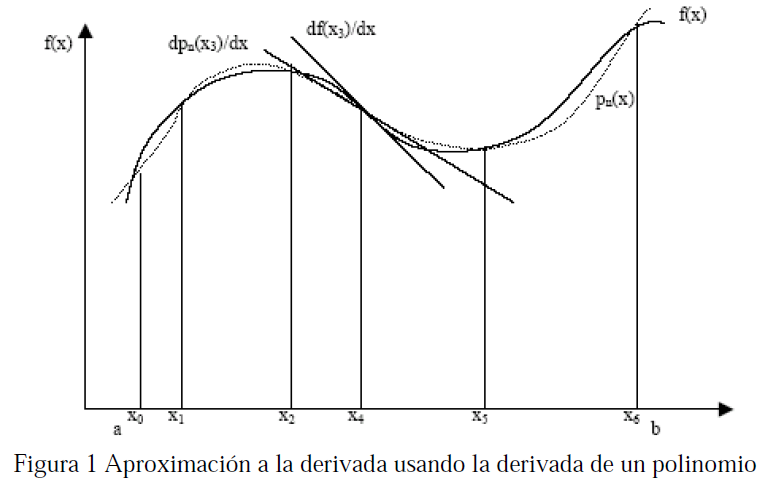 f(x)
dpn(x3)/dx
df(x3)/dx
f(x)
pn(x)
x0 x1 x2 x4 x5 x6
a b
Figura 1 Aproximación a la derivada usando la derivada de un polinomio